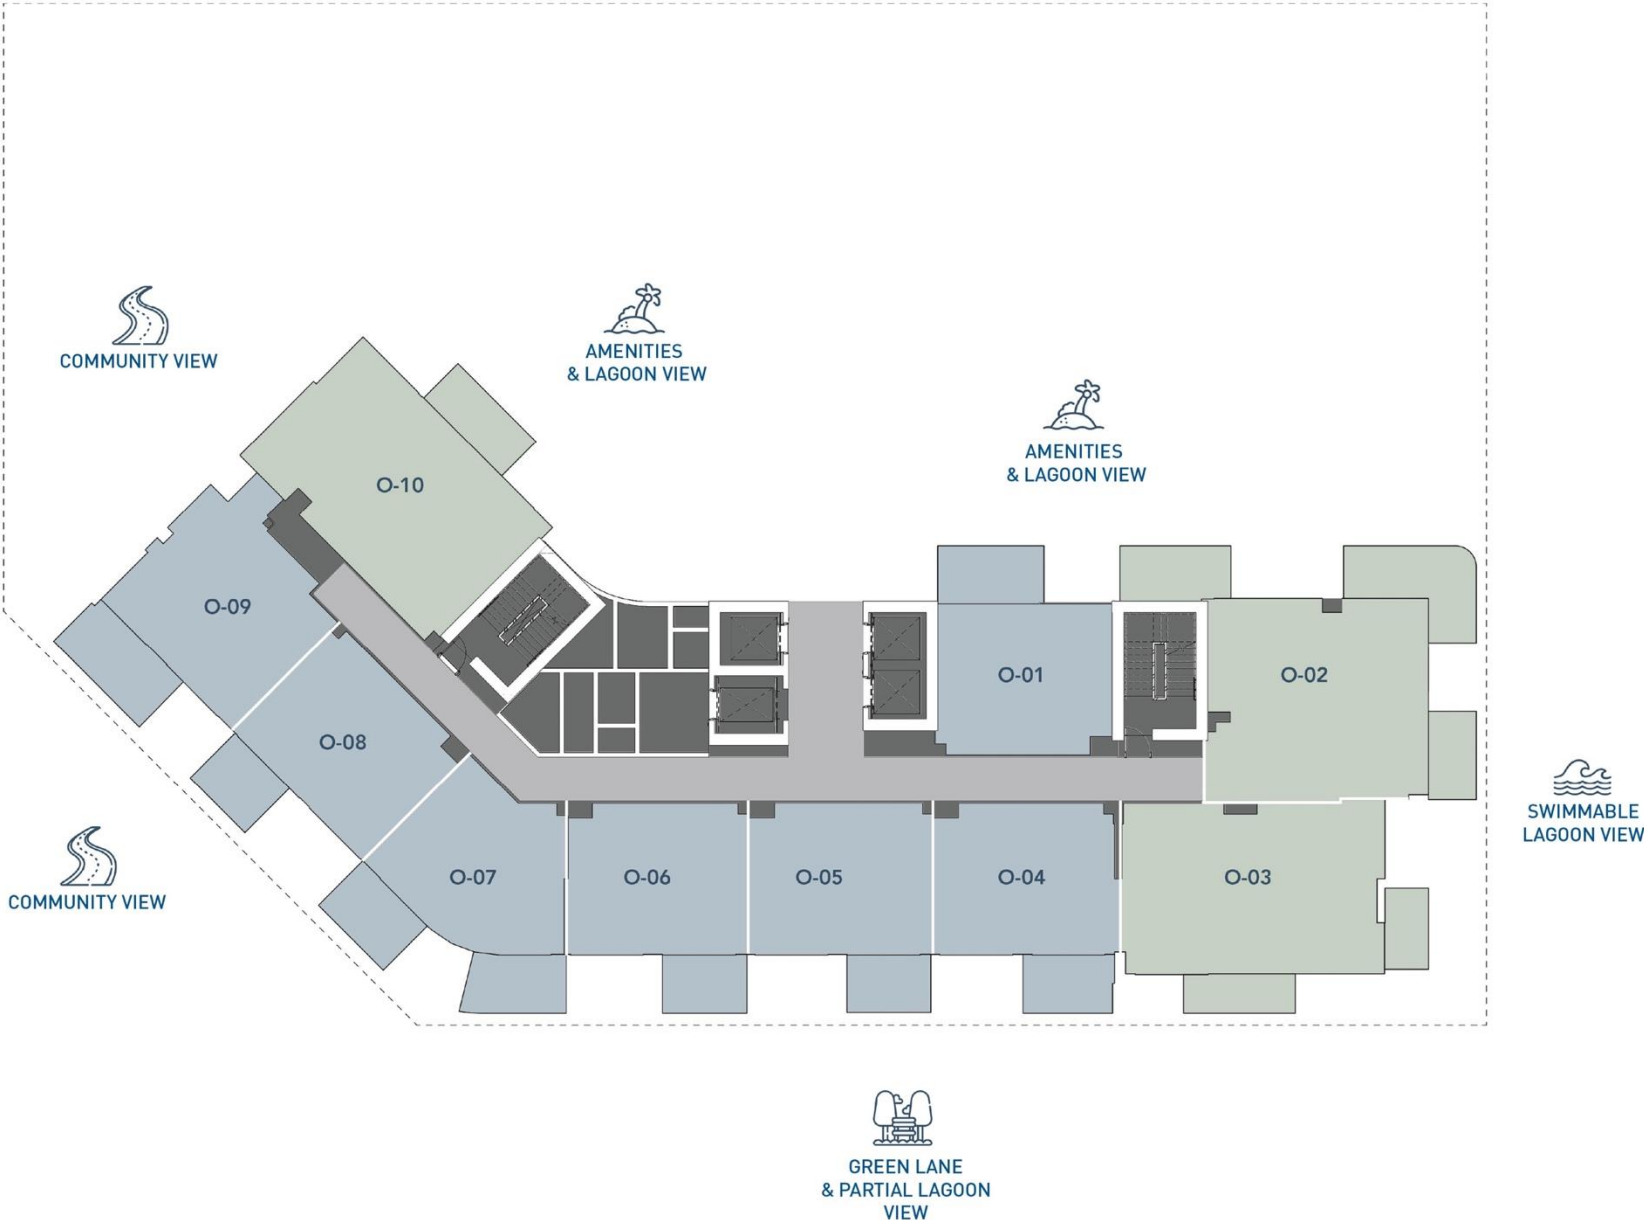 COMMUNITY VIEW
AMENITIES
& LAGOON VIEW
AMENITIES
& LAGOON VIEW
O-10
O-09
O-01
O-02
O-08
SWIMMABLE
LAGOON VIEW
COMMUNITY VIEW
O-07
O-06
O-05
O-04
O-03
GREEN LANE
& PARTIAL LAGOON
VIEW